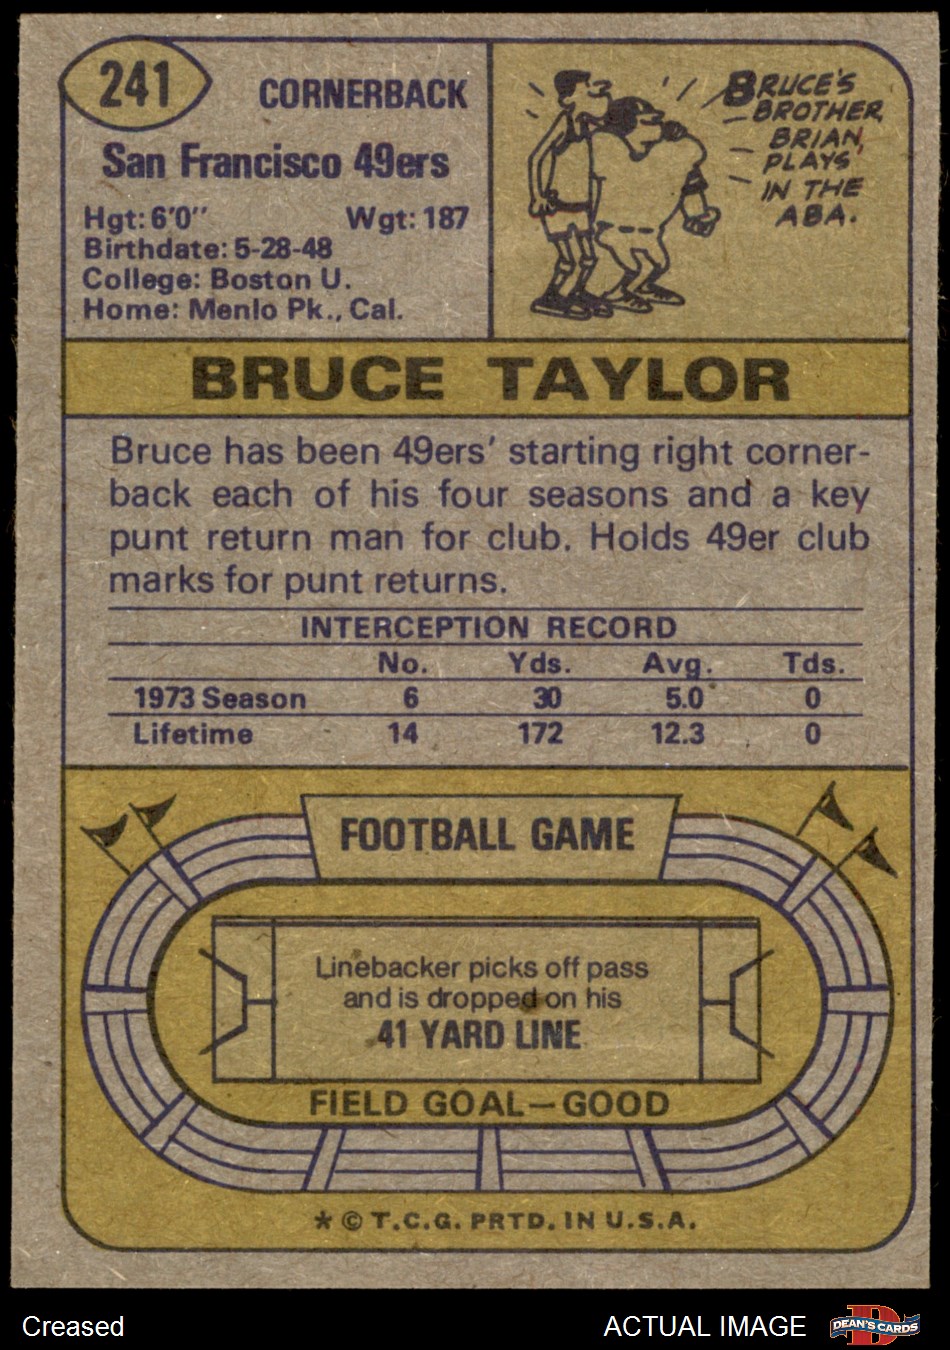 241
CORNERBACK
San Francisco 49ers
Hgt: 6'0" Wgt: 187
Birthdate: 5-28-48
College: Boston U.
Home: Menlo Pk., Cal.
BRUCE'S
BROTHER,
BRIAN,
PLAYS
IN THE
ABA.
BRUCE TAYLOR
Bruce has been 49ers' starting right corner-
back each of his four seasons and a key
punt return man for club. Holds 49er club
marks for punt returns.
INTERCEPTION RECORD
No. Yds. Avg. Tds.
1973 Season 6 30 5.0 0
Lifetime 14 172 12.3 0
FOOTBALL GAME
Linebacker picks off pass
and is dropped on his
41 YARD LINE
FIELD GOAL—GOOD
* © T.C.G. PRTD. IN U.S.A.
Creased
ACTUAL IMAGE
D
DEAN'S CARDS